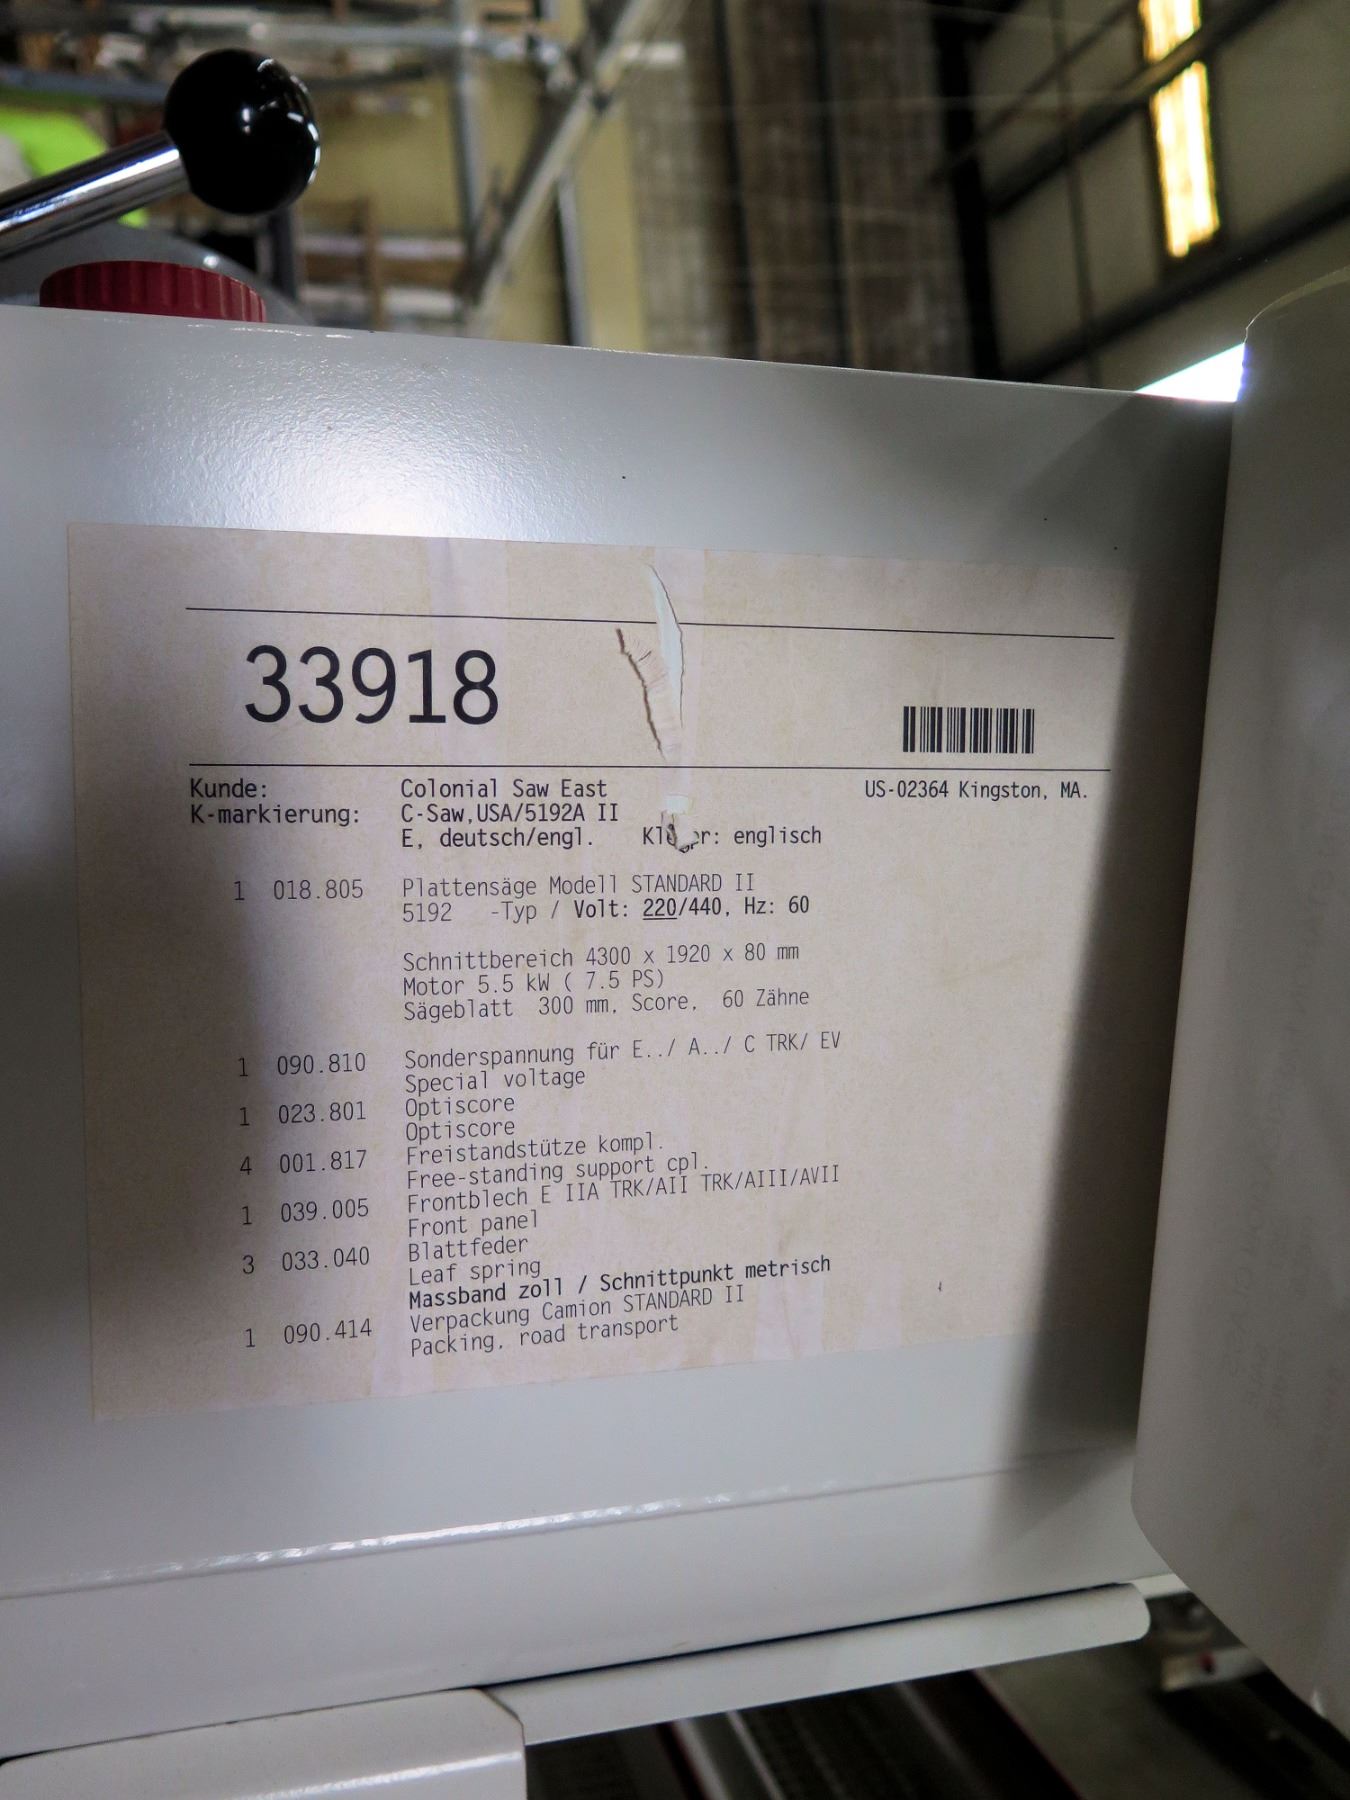 33918
Kunde: Colonial Saw East US-02364 Kingston, MA.
K-markierung: C-Saw,USA/5192A II
E, deutsch/engl. er: englisch
1 018.805 Plattensäge Modell STANDARD II
5192 -Typ / Volt: 220/440, Hz: 60
Schnittbereich 4300 x 1920 x 80 mm
Motor 5.5 kW ( 7.5 PS)
Sägeblatt 300 mm, Score, 60 Zähne
1 090.810 Sonderspannung für E../ A../ C TRK/ EV
Special voltage
1 023.801 Optiscore
Optiscore
4 001.817 Freistandstütze kompl.
Free-standing support cpl.
1 039.005 Frontblech E IIA TRK/AII TRK/AIII/AVII
Front panel
3 033.040 Blattfeder
Leaf spring
Massband zoll / Schnittpunkt metrisch
1 090.414 Verpackung Camion STANDARD II
Packing, road transport